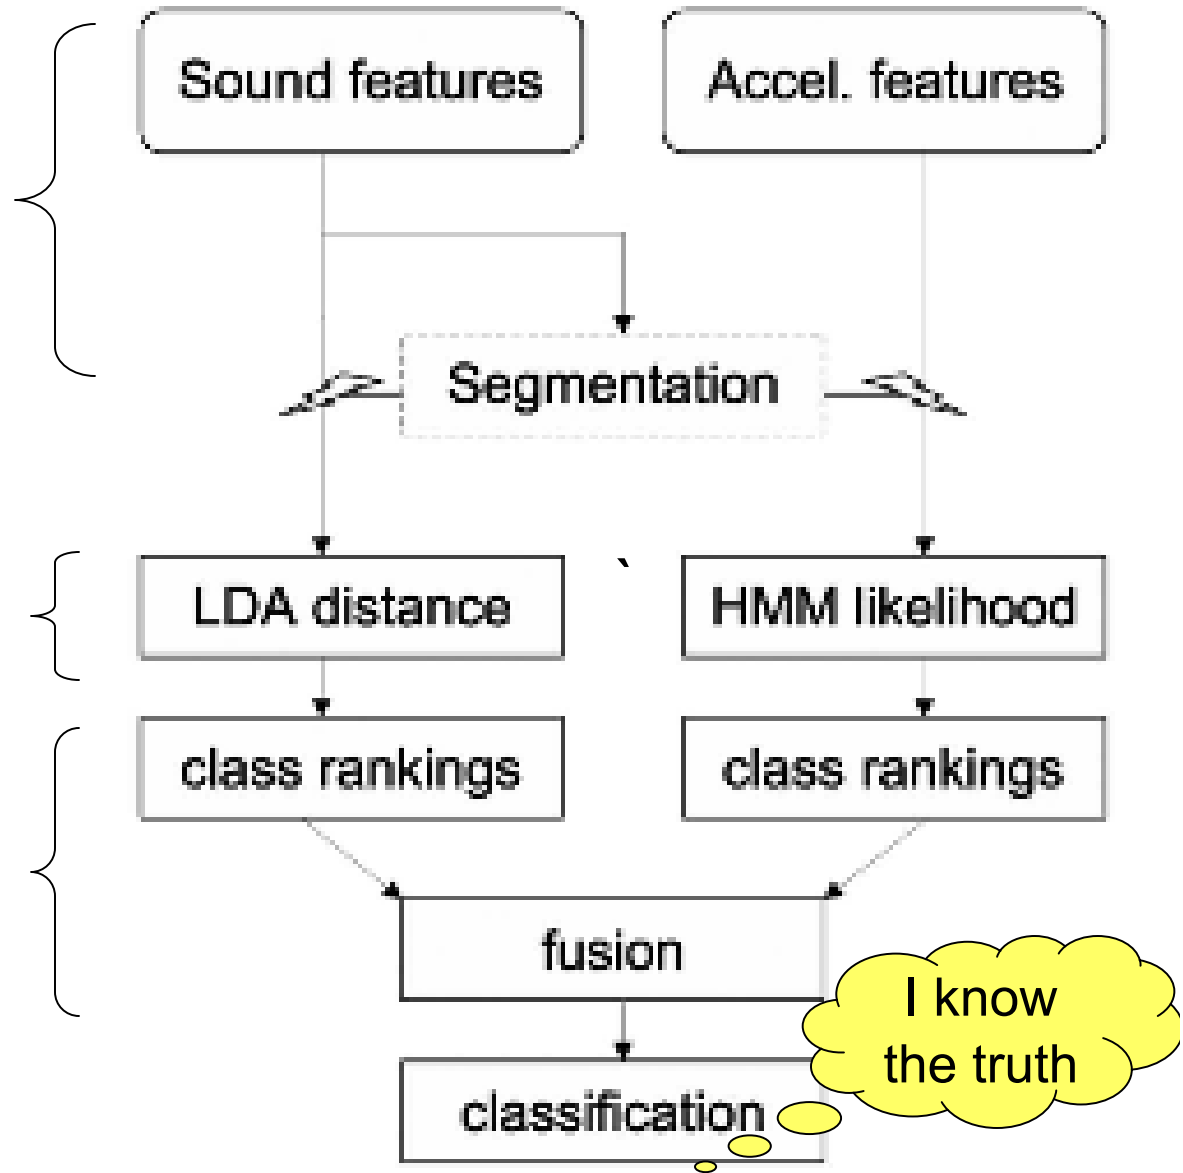 Sound features
Accel. features
Segmentation
LDA distance
`
HMM likelihood
class rankings
class rankings
fusion
I know
the truth
classification